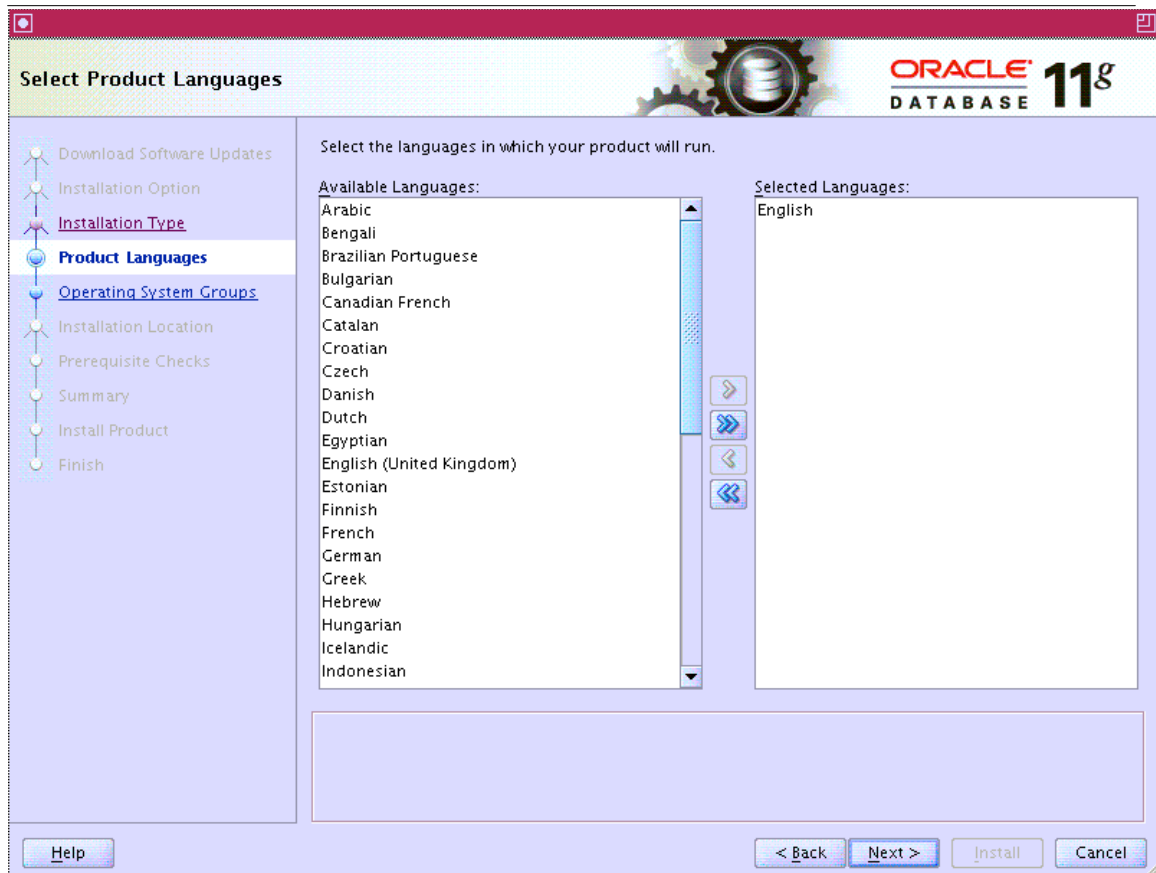 Select Product Languages
ORACLE® 11g
DATABASE
Download Software Updates
Installation Option
Installation Type
Product Languages
Operating System Groups
Installation Location
Prerequisite Checks
Summary
Install Product
Finish
Select the languages in which your product will run.
Available Languages:
Arabic
Bengali
Brazilian Portuguese
Bulgarian
Canadian French
Catalan
Croatian
Czech
Danish
Dutch
Egyptian
English (United Kingdom)
Estonian
Finnish
French
German
Greek
Hebrew
Hungarian
Icelandic
Indonesian
Selected Languages:
English
Help
< Back
Next >
Install
Cancel